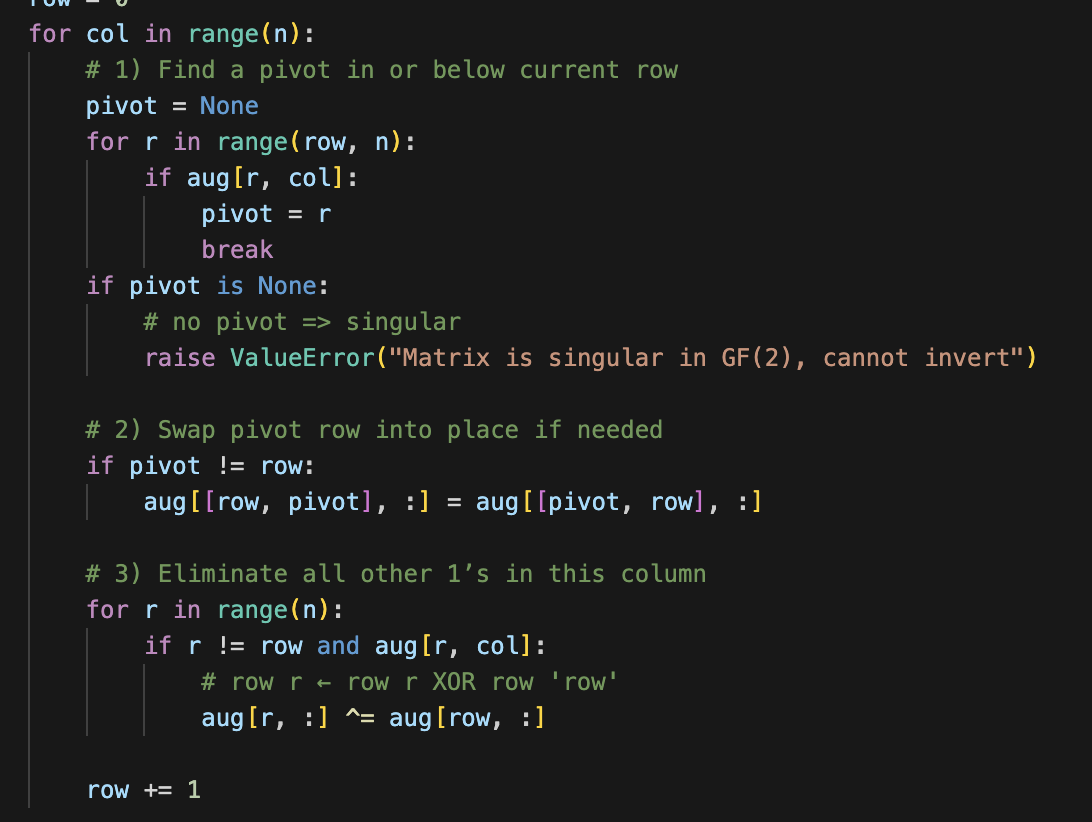 row = 0
for col in range(n):
    # 1) Find a pivot in or below current row
    pivot = None
    for r in range(row, n):
        if aug[r, col]:
            pivot = r
            break
    if pivot is None:
        # no pivot => singular
        raise ValueError("Matrix is singular in GF(2), cannot invert")
    # 2) Swap pivot row into place if needed
    if pivot != row:
        aug[[row, pivot], :] = aug[[pivot, row], :]
    # 3) Eliminate all other 1’s in this column
    for r in range(n):
        if r != row and aug[r, col]:
            # row r ← row r XOR row 'row'
            aug[r, :] ^= aug[row, :]
    row += 1